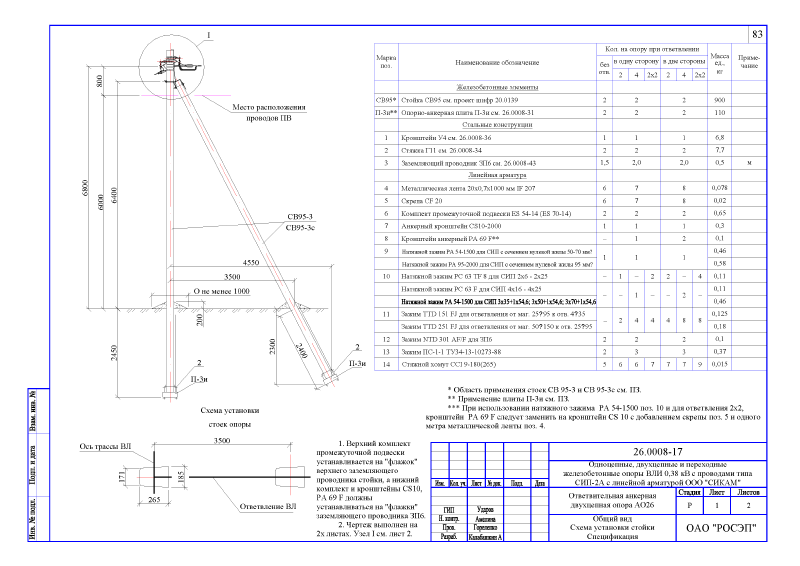 83
1
800
6800
6000
6400
Место расположения
проводов ПВ
СВ95-3
СВ95-3с
4550
3500
О не менее 1000
200
2450
2300
2400
2
П-3и
2
П-3и
Схема установки
стоек опоры
Ось трассы ВЛ
3500
171
185
265
Ответвление ВЛ
Марка поз. Наименование обозначение Кол. на опору при ответвлении Масса ед., кг Приме-чание
без отв. в одну сторону в две стороны
2 4 2х2 2 4 2х2
Железобетонные элементы
СВ95* Стойка СВ95 см. проект шифр 20.0139 2 2 2 900
П-3и** Опорно-анкерная плита П-3и см. 26.0008-31 2 2 2 110
Стальные конструкции
1 Кронштейн У4 см. 26.0008-36 1 1 1 6,8
2 Стяжка Г11 см. 26.0008-34 2 2 2 7,7
3 Заземляющий проводник ЗП6 см. 26.0008-43 1,5 2,0 2,0 0,5 м
Линейная арматура
4 Металлическая лента 20х0,7х1000 мм IF 207 6 7 8 0,078
5 Скрепа CF 20 6 7 8 0,02
6 Комплект промежуточной подвески ES 54-14 (ES 70-14) 2 2 2 0,65
7 Анкерный кронштейн CS10-2000 1 1 1 0,3
8 Кронштейн анкерный PA 69 F** – 1 2 0,1
9 Натяжной зажим РА 54-1500 для СИП с сечением нулевой жилы 50-70 мм? 1 1 1 0,46
Натяжной зажим РА 95-2000 для СИП с сечением нулевой жилы 95 мм? 0,58
10 Натяжной зажим РС 63 TF 8 для СИП 2х6 - 2х25 – 1 – 2 2 – 4 0,11
Натяжной зажим РС 63 F для СИП 4х16 - 4х25 – – 1 – – 2 – 0,11
Натяжной зажим РА 54-1500 для СИП 3х35+1х54,6; 3х50+1х54,6; 3х70+1х54,6 0,46
11 Зажим TTD 151 FJ для ответвления от маг. 25?95 к отв. 4?35 – 2 4 4 4 8 8 0,125
Зажим TTD 251 FJ для ответвления от маг. 50?150 к отв. 25?95 0,18
12 Зажим NTD 301 AF/F для ЗП6 2 2 2 0,1
13 Зажим ПС-1-1 ТУ34-13-10273-88 2 3 3 0,37
14 Стяжной хомут ССГ9-180(265) 5 6 6 7 7 7 9 0,015
* Область применения стоек СВ 95-3 и СВ 95-3с см. ПЗ.
** Применение плиты П-3и см. ПЗ.
*** При использовании натяжного зажима РА 54-1500 поз. 10 и для ответвления 2х2,
кронштейн РА 69 F следует заменить на кронштейн CS 10 с добавлением скрепы поз. 5 и одного
метра металлической ленты поз. 4.
1. Верхний комплект
промежуточной подвески
устанавливается на "флажок"
верхнего заземляющего
проводника стойки, а нижний
комплект и кронштейны CS10,
РА 69 F должны
устанавливаться на "флажки"
заземляющего проводника ЗП6.
2. Чертеж выполнен на
2х листах. Узел I см. лист 2.
26.0008-17
Одноцепные, двухцепные и переходные
железобетонные опоры ВЛИ 0,38 кВ с проводами типа
СИП-2А с линейной арматурой ООО "СИКАМ"
Изм. Кол. уч. Лист № док. Подп. Дата
Ответвительная анкерная
двухцепная опора АО26
Стадия Лист Листов
Р 1 2
ГИП Ударов
Н. контр. Амелина
Пров. Гореленко
Разраб. Калабашкин А
Общий вид
Схема установки стойки
Спецификация
ОАО "РОСЭП"
Взам. инв. №
Подп. и дата
Инв. № подл.